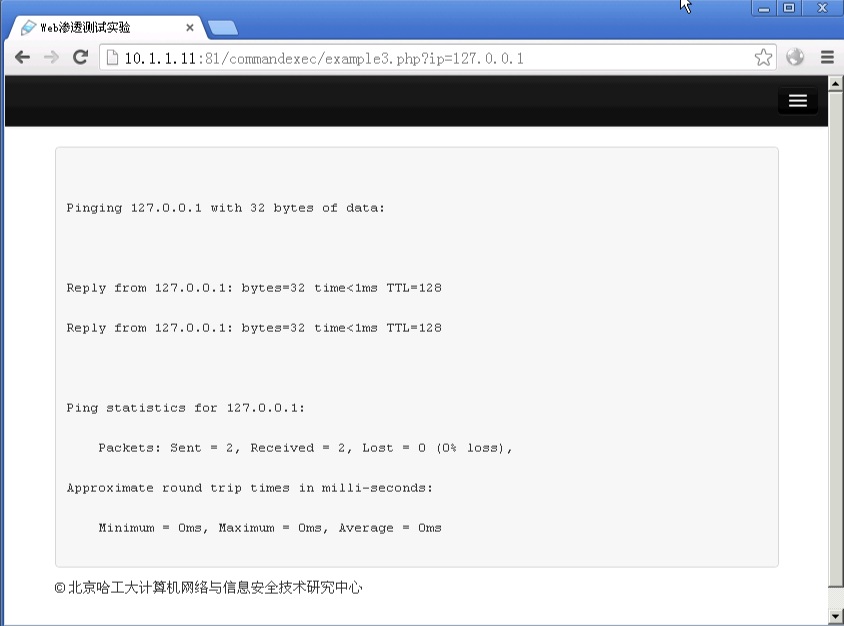 Web渗透测试实验
10.1.1.11:81/commandexec/example3.php?ip=127.0.0.1
Pinging 127.0.0.1 with 32 bytes of data:
Reply from 127.0.0.1: bytes=32 time<1ms TTL=128
Reply from 127.0.0.1: bytes=32 time<1ms TTL=128
Ping statistics for 127.0.0.1:
Packets: Sent = 2, Received = 2, Lost = 0 (0% loss),
Approximate round trip times in milli-seconds:
Minimum = 0ms, Maximum = 0ms, Average = 0ms
© 北京哈工大计算机网络与信息安全技术研究中心